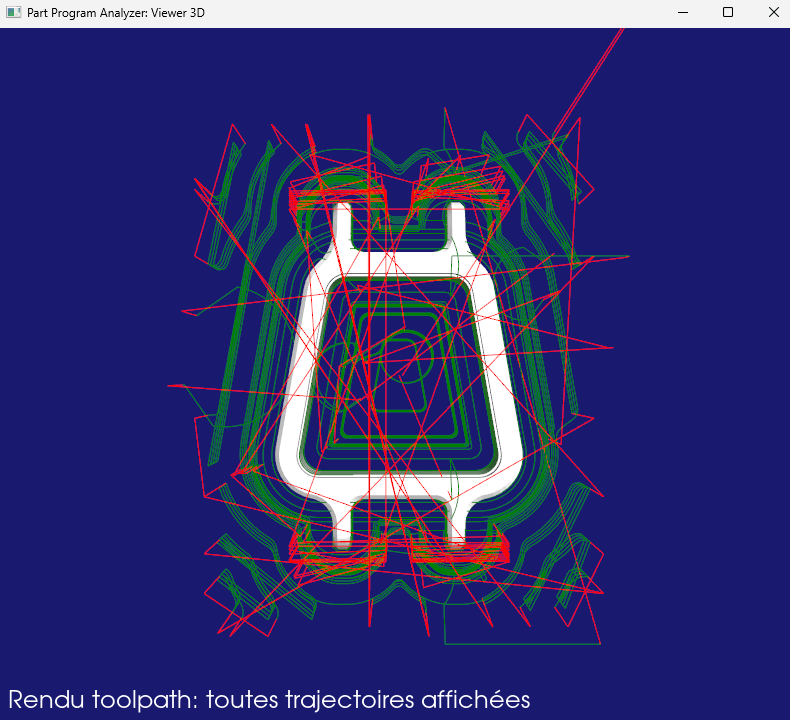 Part Program Analyzer: Viewer 3D
Rendu toolpath: toutes trajectoires affichées